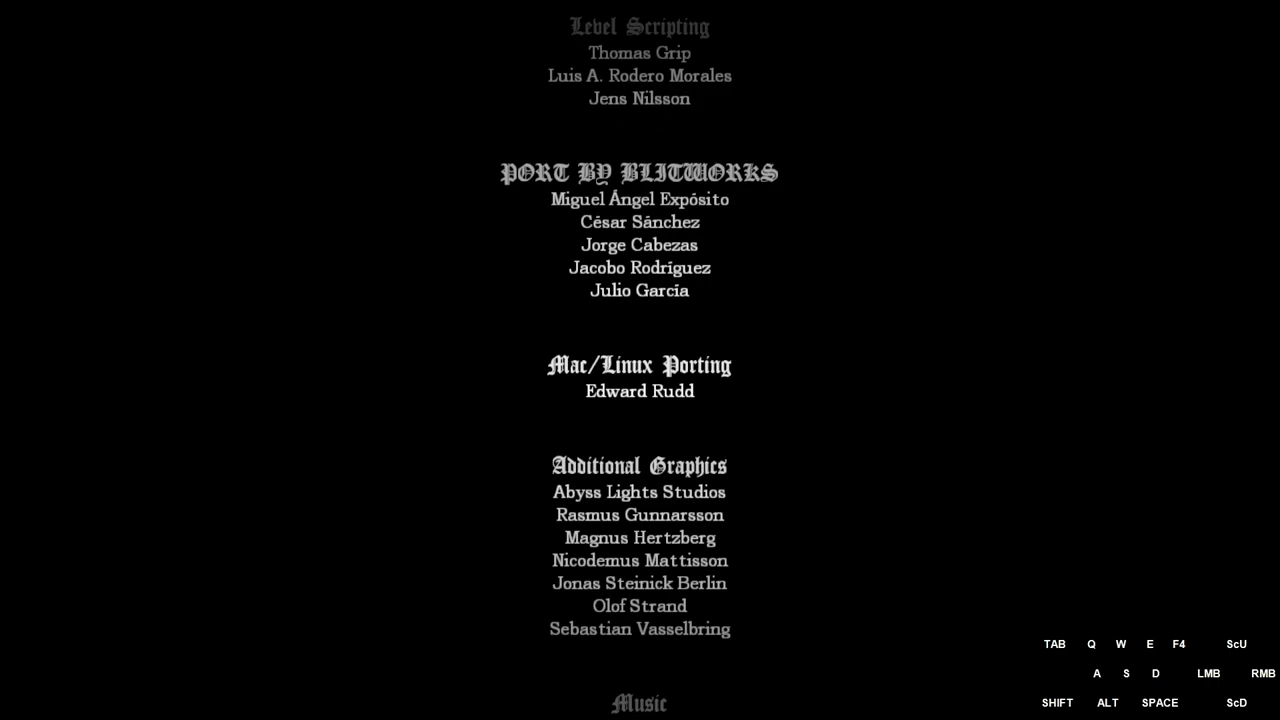 Level Scripting
Thomas Grip
Luis A. Rodero Morales
Jens Nilsson
PORT BY BLITWORKS
Miguel Ángel Expósito
César Sánchez
Jorge Cabezas
Jacobo Rodríguez
Julio García
Mac/Linux Porting
Edward Rudd
Additional Graphics
Abyss Lights Studios
Rasmus Gunnarsson
Magnus Hertzberg
Nicodemus Mattisson
Jonas Steinick Berlin
Olof Strand
Sebastian Vasselbring
Music
TAB Q W E F4 ScU
A S D LMB RMB
SHIFT ALT SPACE ScD